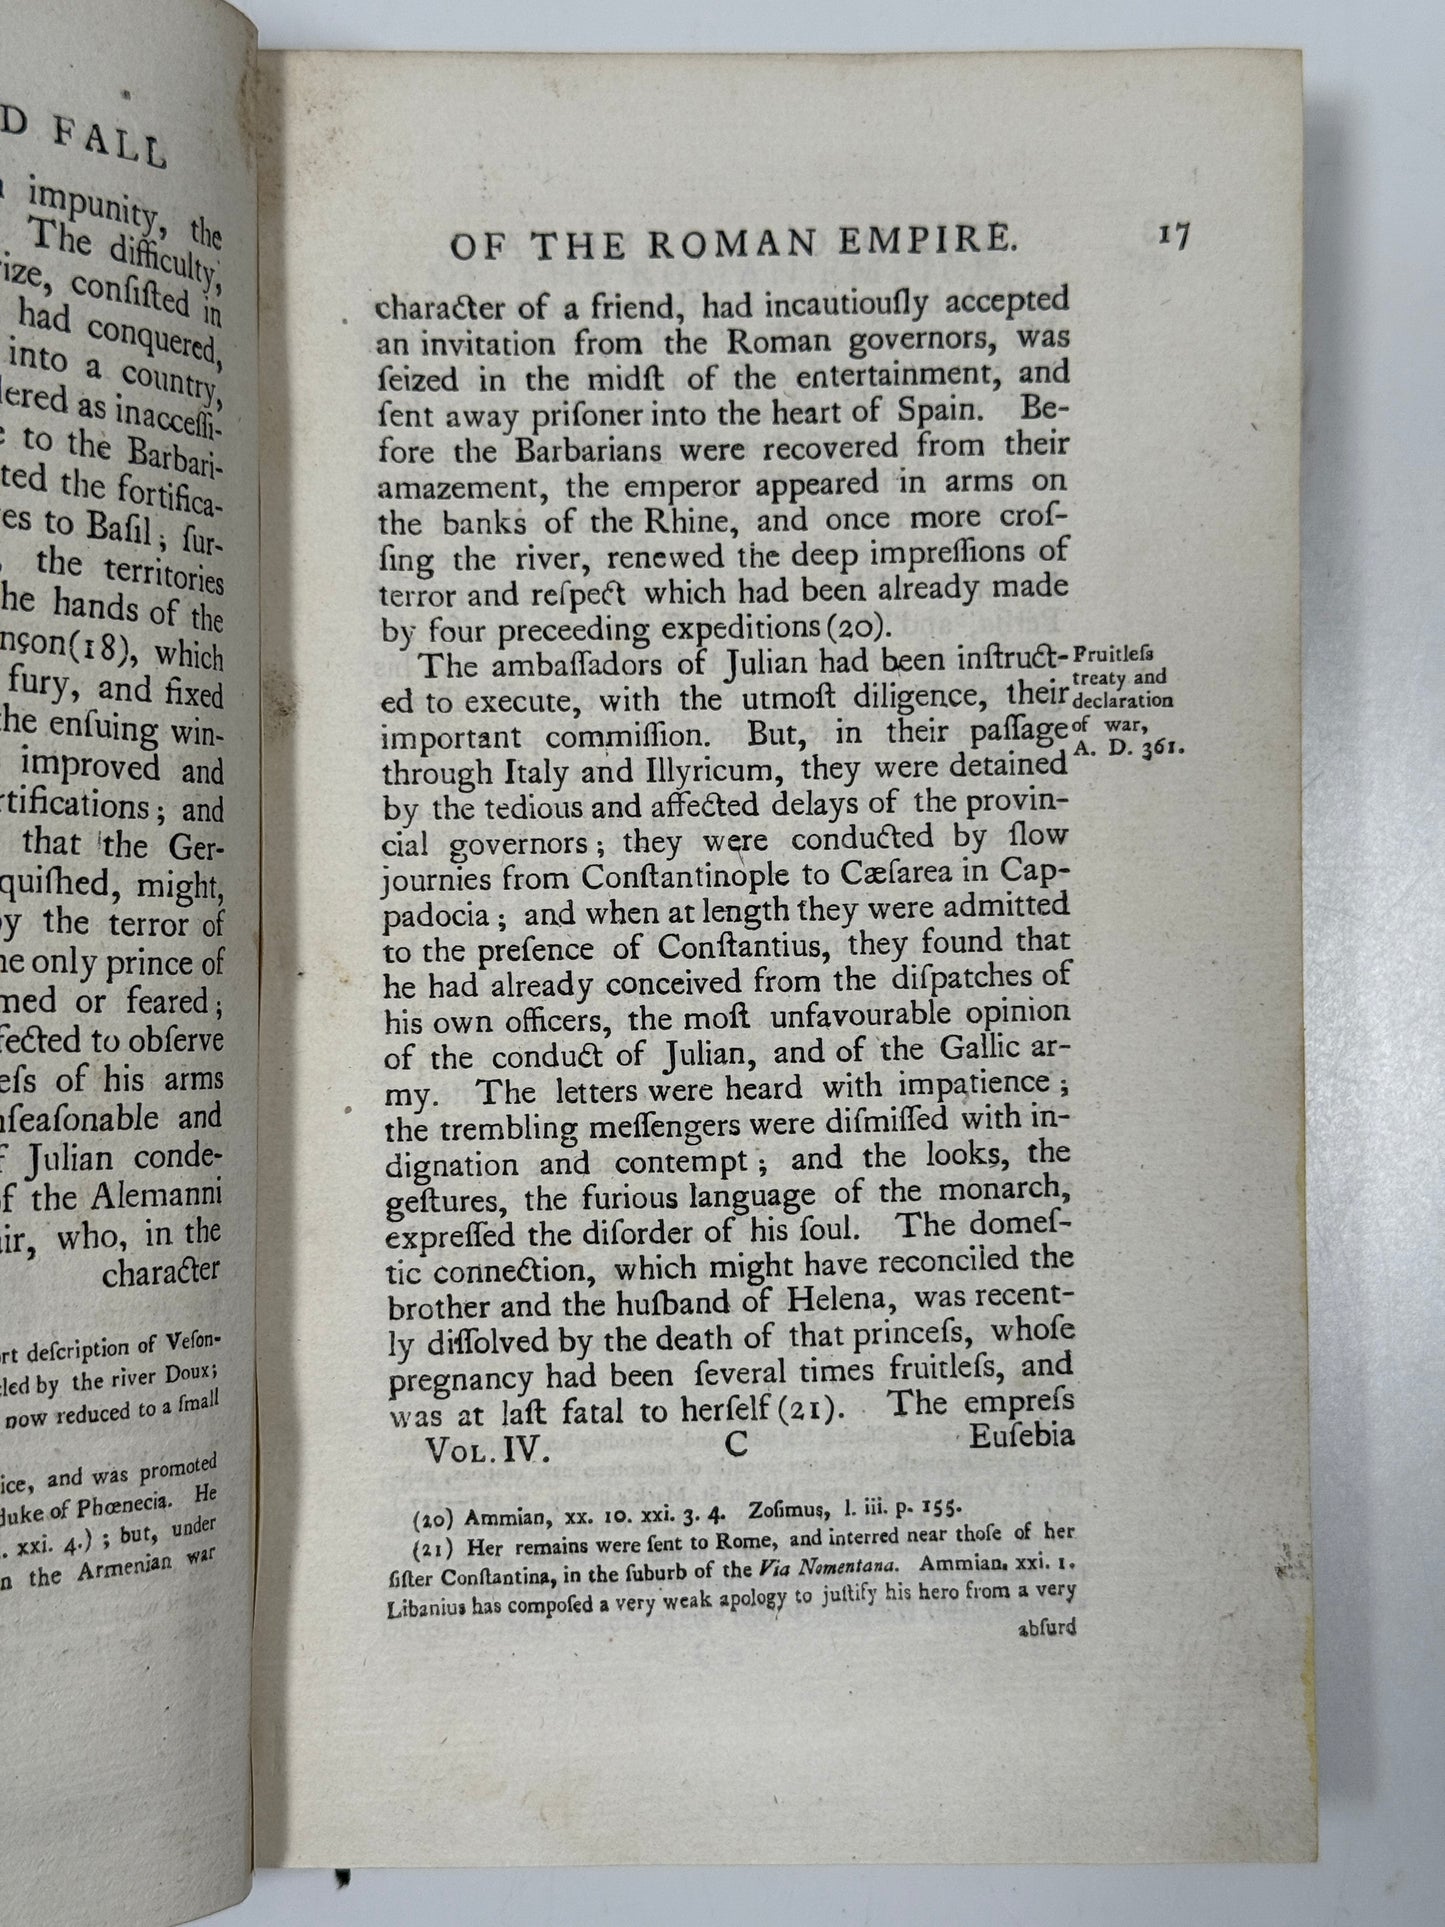 D FALL
impunity, the
The difficulty,
ize, conſiſted in
had conquered,
into a country,
dered as inacceſſi-
to the Barbari-
ted the fortifica-
es to Baſil; ſur-
the territories
he hands of the
nçon(18), which
fury, and fixed
the enſuing win-
improved and
rtifications; and
that the Ger-
quiſhed, might,
by the terror of
he only prince of
med or feared;
fected to obſerve
eſs of his arms
nſeaſonable and
f Julian conde-
of the Alemanni
air, who, in the
character
rt deſcription of Veſon-
led by the river Doux;
now reduced to a ſmall
ice, and was promoted
duke of Phœnecia. He
. xxi. 4.); but, under
n the Armenian war
OF THE ROMAN EMPIRE. 17
character of a friend, had incautiouſly accepted
an invitation from the Roman governors, was
ſeized in the midſt of the entertainment, and
ſent away priſoner into the heart of Spain. Be-
fore the Barbarians were recovered from their
amazement, the emperor appeared in arms on
the banks of the Rhine, and once more croſ-
ſing the river, renewed the deep impreſſions of
terror and reſpect which had been already made
by four preceeding expeditions (20).
The ambaſſadors of Julian had been inſtruct-
ed to execute, with the utmoſt diligence, their
important commiſſion. But, in their paſſage
through Italy and Illyricum, they were detained
by the tedious and affected delays of the provin-
cial governors; they were conducted by ſlow
journies from Conſtantinople to Cæſarea in Cap-
padocia; and when at length they were admitted
to the preſence of Conſtantius, they found that
he had already conceived from the diſpatches of
his own officers, the moſt unfavourable opinion
of the conduct of Julian, and of the Gallic ar-
my. The letters were heard with impatience;
the trembling meſſengers were diſmiſſed with in-
dignation and contempt; and the looks, the
geſtures, the furious language of the monarch,
expreſſed the diſorder of his ſoul. The domeſ-
tic connection, which might have reconciled the
brother and the huſband of Helena, was recent-
ly diſſolved by the death of that princeſs, whoſe
pregnancy had been ſeveral times fruitleſs, and
was at laſt fatal to herſelf (21). The empreſs
VOL. IV. C Euſebia
Fruitleſs
treaty and
declaration
of war,
A. D. 361.
(20) Ammian, xx. 10. xxi. 3. 4. Zoſimus, l. iii. p. 155.
(21) Her remains were ſent to Rome, and interred near thoſe of her
ſiſter Conſtantina, in the ſuburb of the Via Nomentana. Ammian, xxi. 1.
Libanius has compoſed a very weak apology to juſtify his hero from a very
abſurd